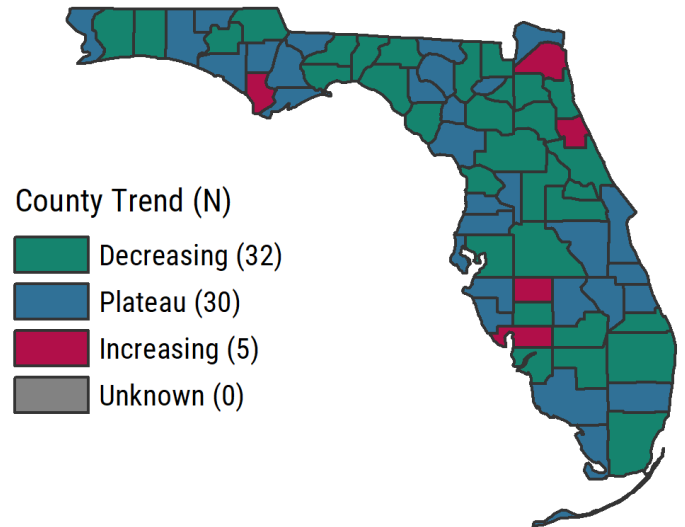 County Trend (N)
Decreasing (32)
Plateau (30)
Increasing (5)
Unknown (0)